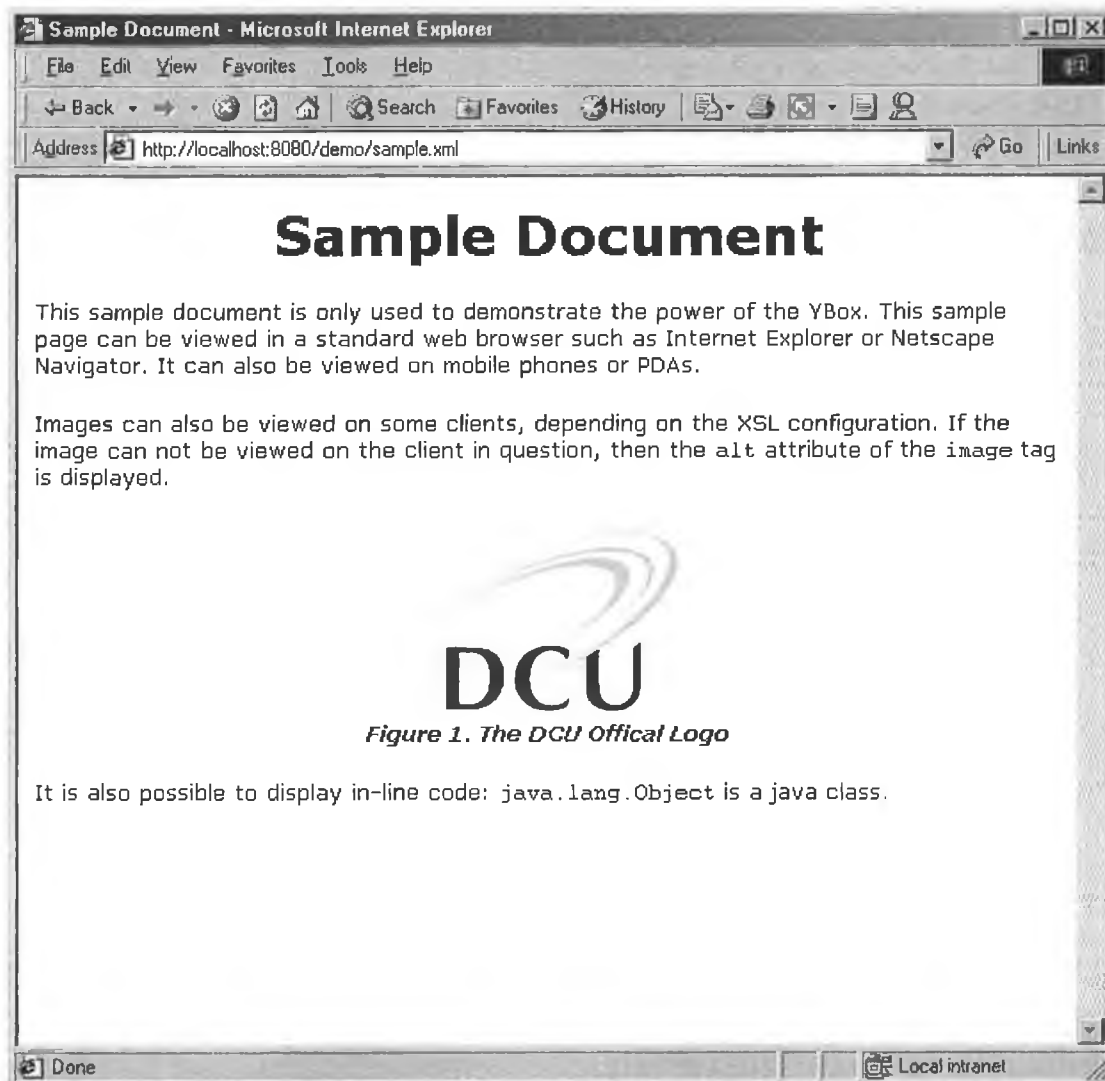 Sample Document - Microsoft Internet Explorer
File Edit View Favorites Tools Help
Back Search Favorites History
Address http://localhost:8080/demo/sample.xml Go Links
Sample Document
This sample document is only used to demonstrate the power of the YBox. This sample
page can be viewed in a standard web browser such as Internet Explorer or Netscape
Navigator. It can also be viewed on mobile phones or PDAs.
Images can also be viewed on some clients, depending on the XSL configuration. If the
image can not be viewed on the client in question, then the alt attribute of the image tag
is displayed.
DCU
Figure 1. The DCU Offical Logo
It is also possible to display in-line code: java.lang.Object is a java class.
Done Local intranet